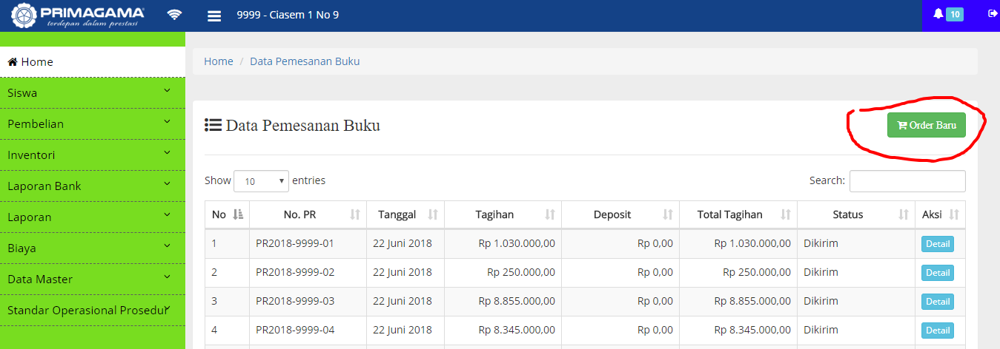 PRIMAGAMA
terdepan dalam prestasi
9999 - Ciasem 1 No 9
10
Home
Siswa
Pembelian
Inventori
Laporan Bank
Laporan
Biaya
Data Master
Standar Operasional Prosedur
Home / Data Pemesanan Buku
Data Pemesanan Buku
Order Baru
Show 10 entries
Search:
No No. PR Tanggal Tagihan Deposit Total Tagihan Status Aksi
1 PR2018-9999-01 22 Juni 2018 Rp 1.030.000,00 Rp 0,00 Rp 1.030.000,00 Dikirim Detail
2 PR2018-9999-02 22 Juni 2018 Rp 250.000,00 Rp 0,00 Rp 250.000,00 Dikirim Detail
3 PR2018-9999-03 22 Juni 2018 Rp 8.855.000,00 Rp 0,00 Rp 8.855.000,00 Dikirim Detail
4 PR2018-9999-04 22 Juni 2018 Rp 8.345.000,00 Rp 0,00 Rp 8.345.000,00 Dikirim Detail